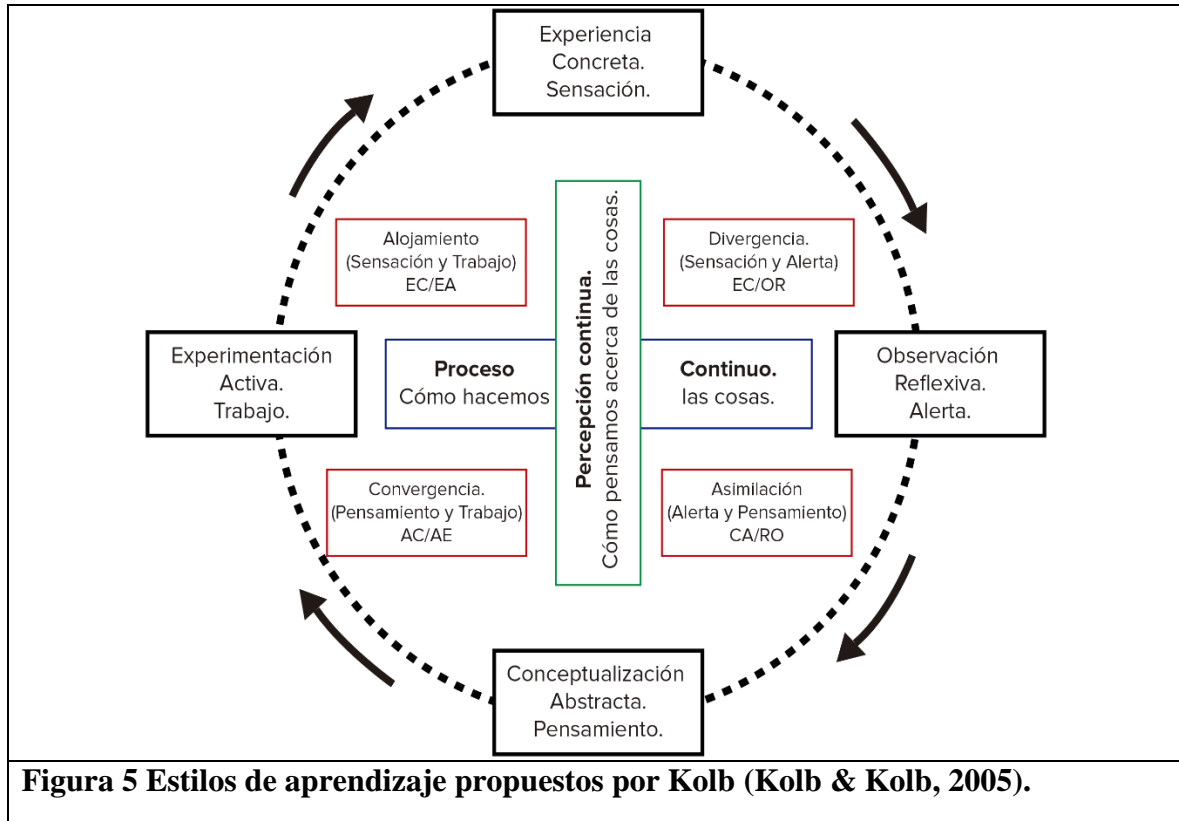 Experiencia
Concreta.
Sensación.
Alojamiento
(Sensación y Trabajo)
EC/EA
Divergencia.
(Sensación y Alerta)
EC/OR
Percepción continua.
Cómo pensamos acerca de las cosas.
Experimentación
Activa.
Trabajo.
Proceso
Cómo hacemos
Continuo.
las cosas.
Observación
Reflexiva.
Alerta.
Convergencia.
(Pensamiento y Trabajo)
AC/AE
Asimilación
(Alerta y Pensamiento)
CA/RO
Conceptualización
Abstracta.
Pensamiento.
Figura 5 Estilos de aprendizaje propuestos por Kolb (Kolb & Kolb, 2005).